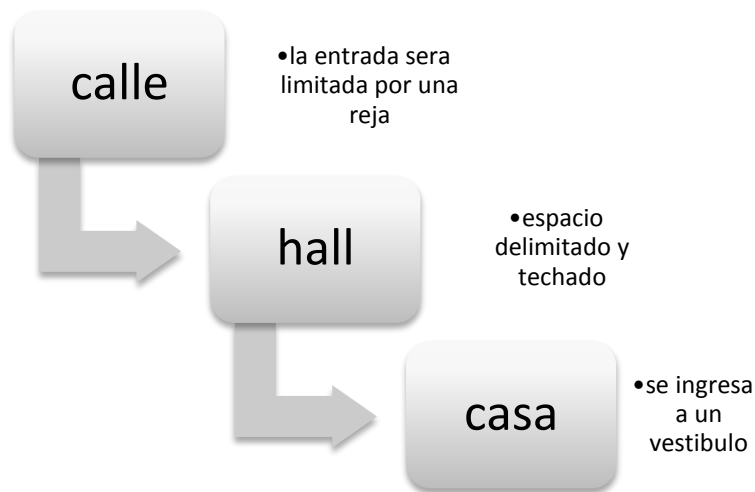 calle
•la entrada sera
limitada por una
reja
hall
•espacio
delimitado y
techado
casa
•se ingresa
a un
vestibulo